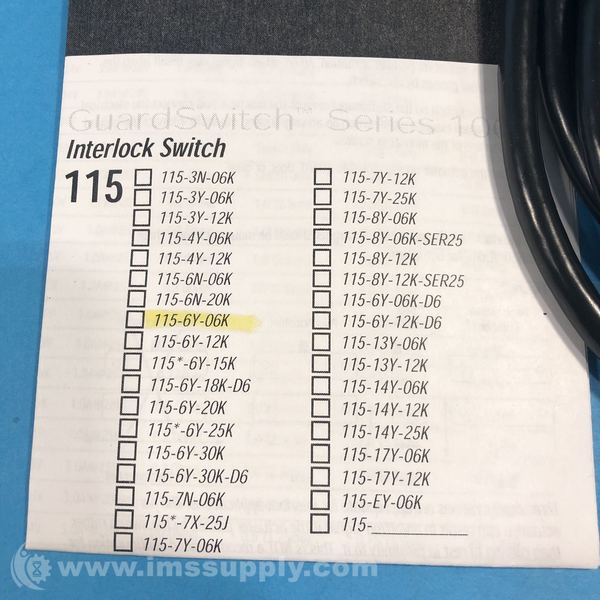 GuardSwitch™ Series 100
Interlock Switch
115
115-3N-06K
115-3Y-06K
115-3Y-12K
115-4Y-06K
115-4Y-12K
115-6N-06K
115-6N-20K
115-6Y-06K
115-6Y-12K
115*-6Y-15K
115-6Y-18K-D6
115-6Y-20K
115*-6Y-25K
115-6Y-30K
115-6Y-30K-D6
115-7N-06K
115*-7X-25J
115-7Y-06K
115-7Y-12K
115-7Y-25K
115-8Y-06K
115-8Y-06K-SER25
115-8Y-12K
115-8Y-12K-SER25
115-6Y-06K-D6
115-6Y-12K-D6
115-13Y-06K
115-13Y-12K
115-14Y-06K
115-14Y-12K
115-14Y-25K
115-17Y-06K
115-17Y-12K
115-EY-06K
115-__________
www.imssupply.com